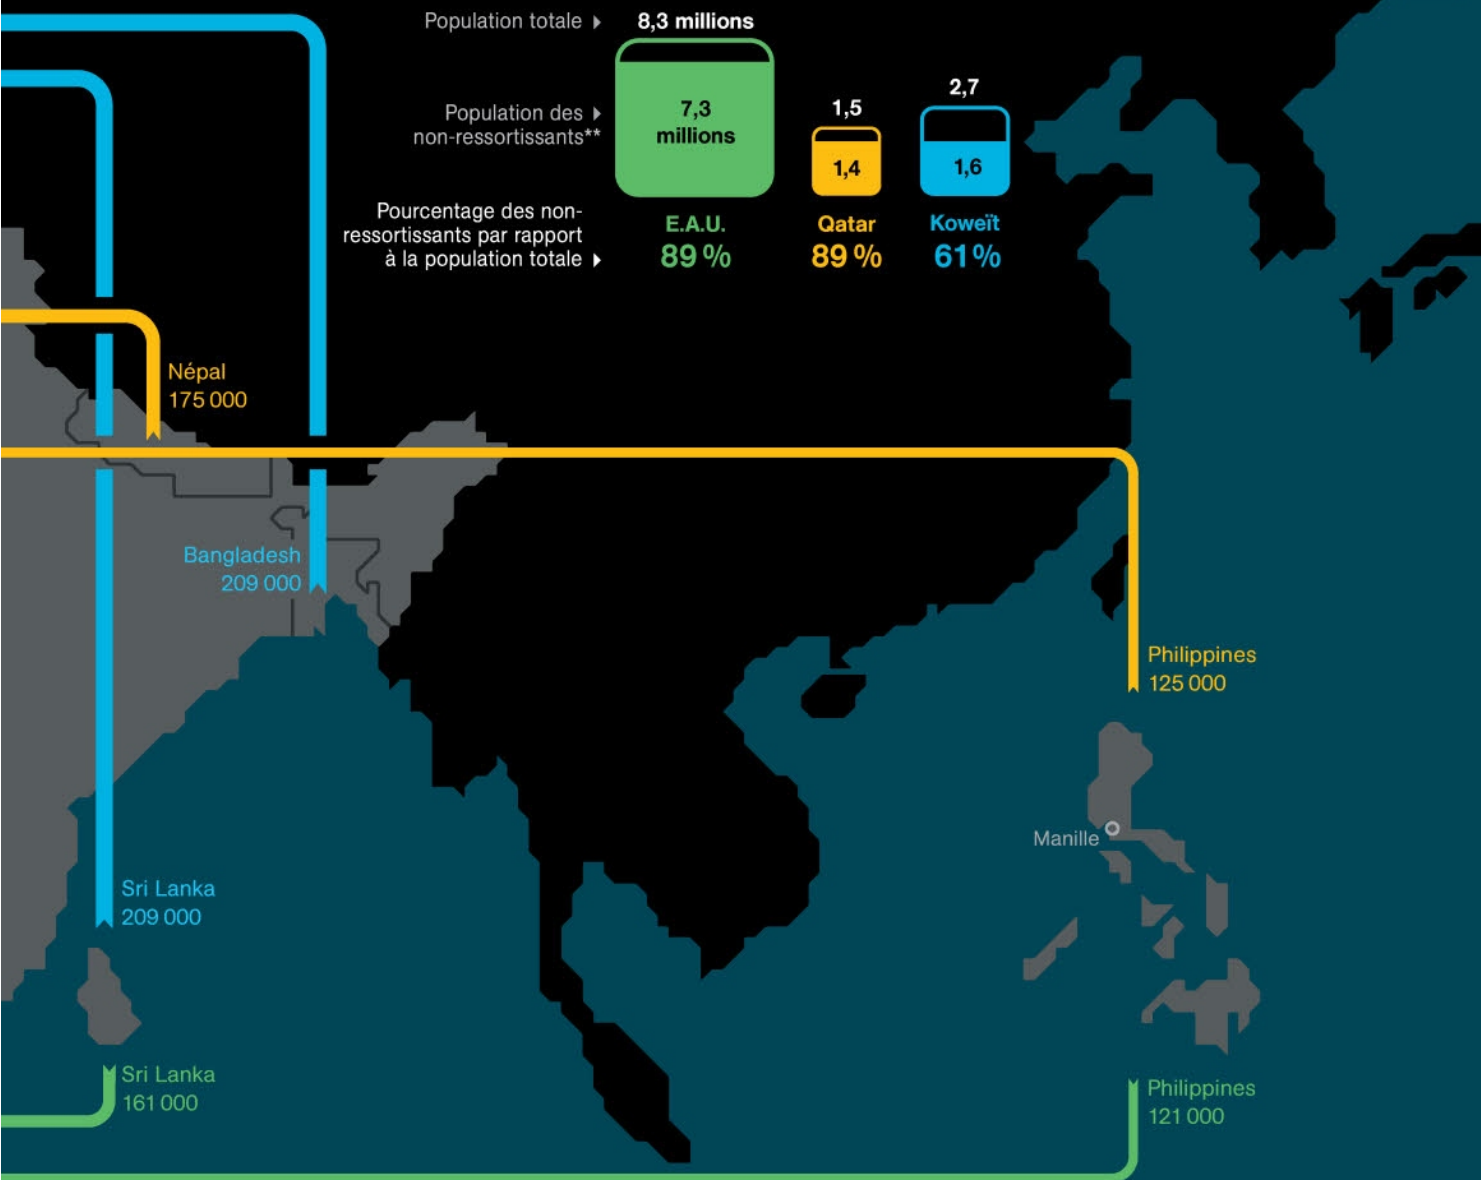 Population totale
8,3 millions
2,7
1,5
Population des
non-ressortissants**
7,3
millions
1,4
1,6
Pourcentage des non-
ressortissants par rapport
à la population totale
E.A.U.
89 %
Qatar
89 %
Koweït
61 %
Népal
175 000
Bangladesh
209 000
Philippines
125 000
Manille
Sri Lanka
209 000
Sri Lanka
161 000
Philippines
121 000